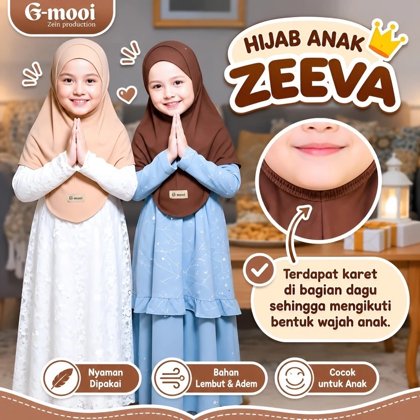 G-mooi
Zein production
HIJAB ANAK
ZEEVA
G-mooi
Terdapat karet
di bagian dagu
sehingga mengikuti
bentuk wajah anak.
Nyaman
Dipakai
Bahan
Lembut & Adem
Cocok
untuk Anak